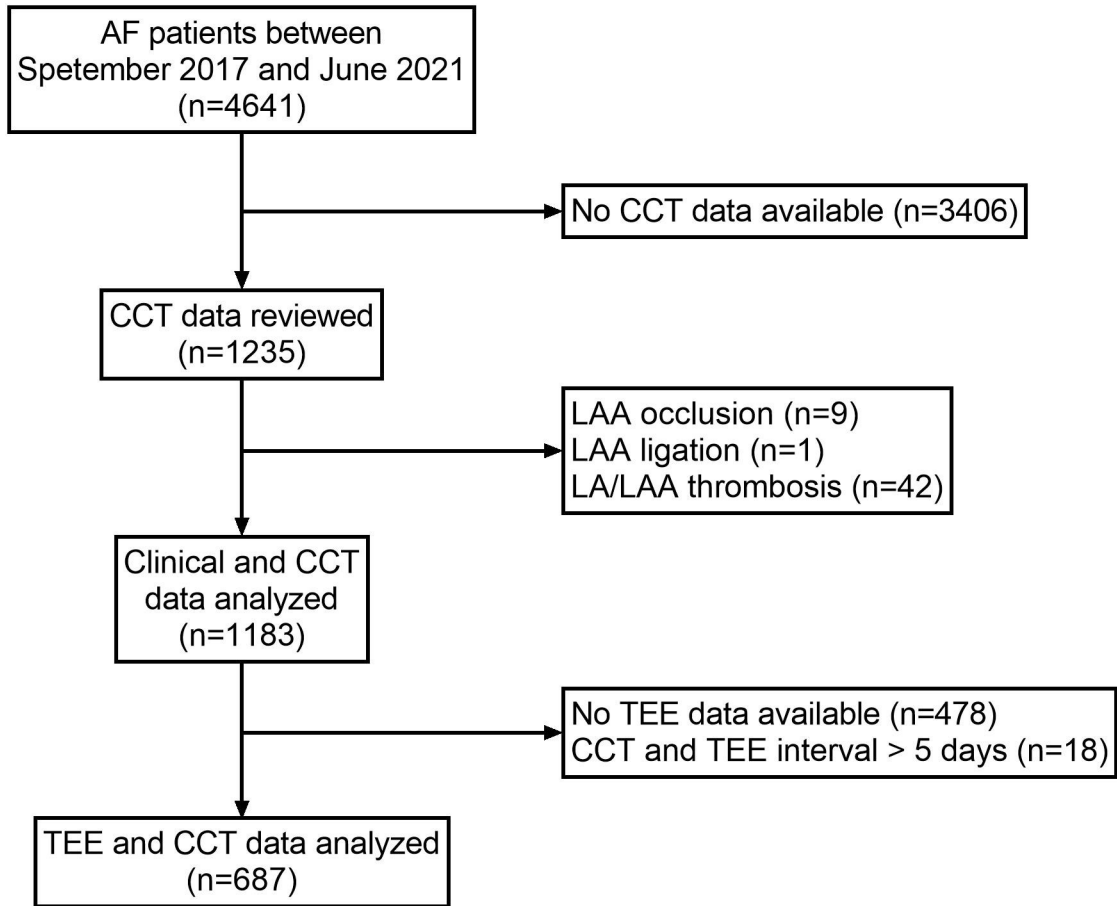 AF patients between
Spetember 2017 and June 2021
(n=4641)
No CCT data available (n=3406)
CCT data reviewed
(n=1235)
LAA occlusion (n=9)
LAA ligation (n=1)
LA/LAA thrombosis (n=42)
Clinical and CCT
data analyzed
(n=1183)
No TEE data available (n=478)
CCT and TEE interval > 5 days (n=18)
TEE and CCT data analyzed
(n=687)